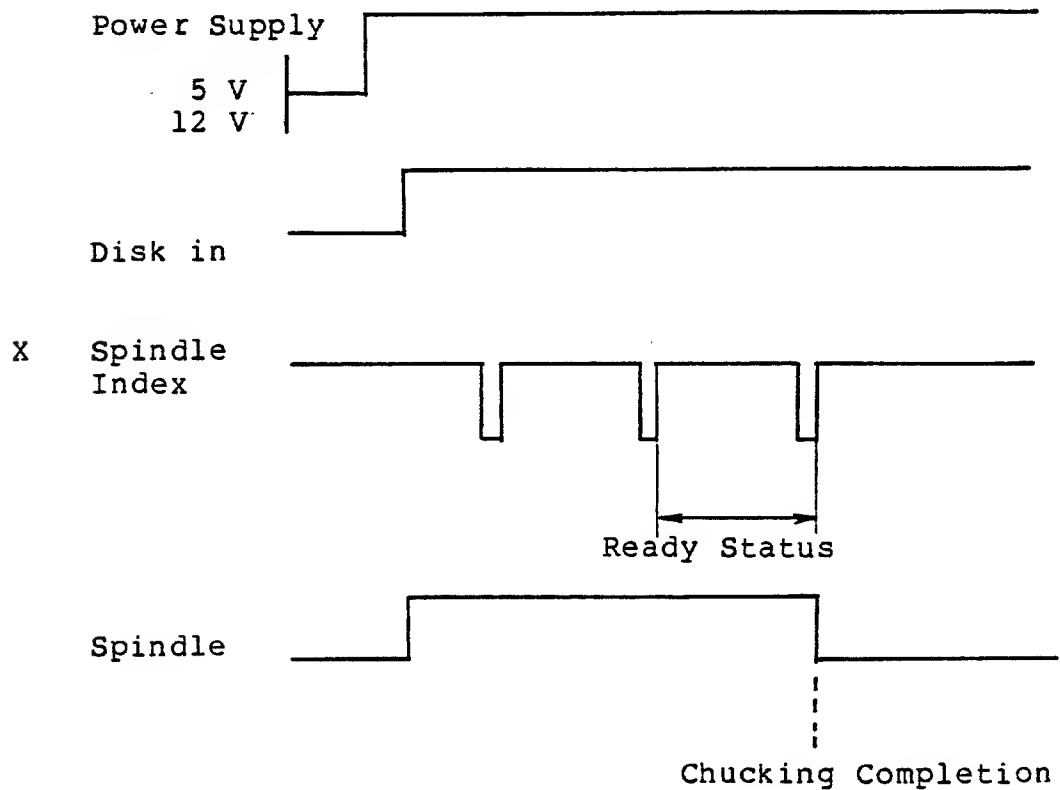 Power Supply
5 V
12 V
Disk in
X Spindle
Index
Ready Status
Spindle
Chucking Completion